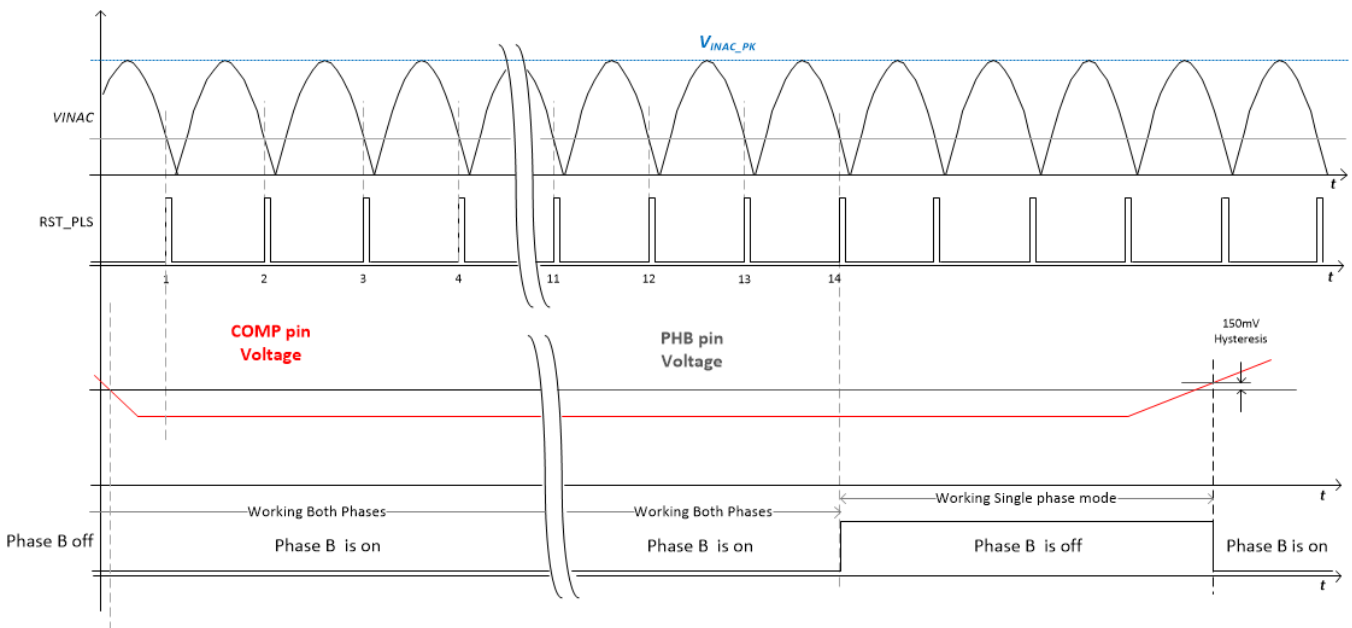 VINAC_PK
VINAC
t
RST_PLS
1 2 3 4 11 12 13 14
t
COMP pin
Voltage
PHB pin
Voltage
150mV
Hysteresis
Working Both Phases
Working Both Phases
Working Single phase mode
t
Phase B off
Phase B is on
Phase B is on
Phase B is off
Phase B is on
t